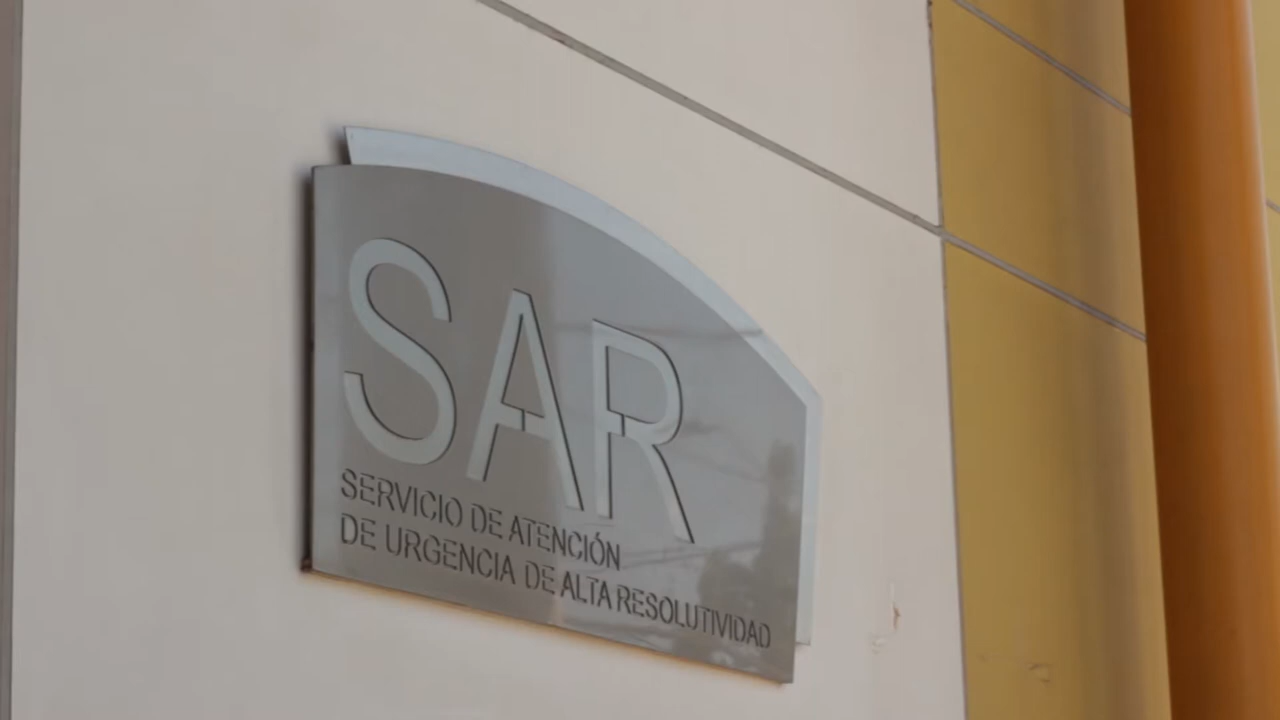 SAR
SERVICIO DE ATENCIÓN
DE URGENCIA DE ALTA RESOLUTIVIDAD